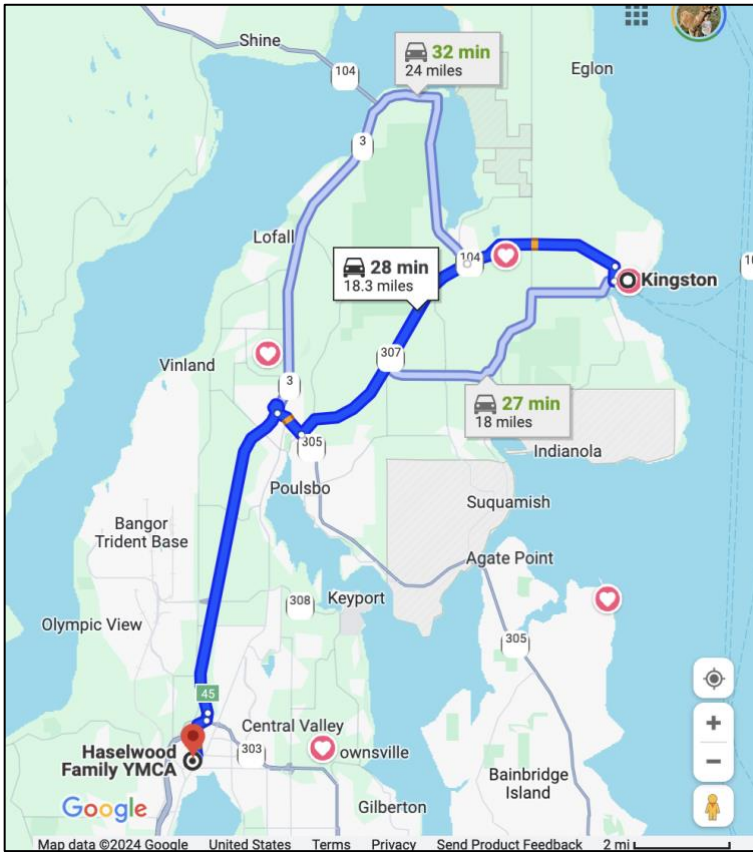 Shine
104
32 min
24 miles
Eglon
3
Lofall
28 min
18.3 miles
104
Kingston
10
Vinland
307
3
27 min
18 miles
305
Indianola
Poulsbo
Suquamish
Bangor
Trident Base
Agate Point
308
Keyport
Olympic View
305
45
Central Valley
Haselwood
Family YMCA
303
ownsville
Bainbridge
Island
Google
Gilberton
Map data ©2024 Google United States Terms Privacy Send Product Feedback 2 mi